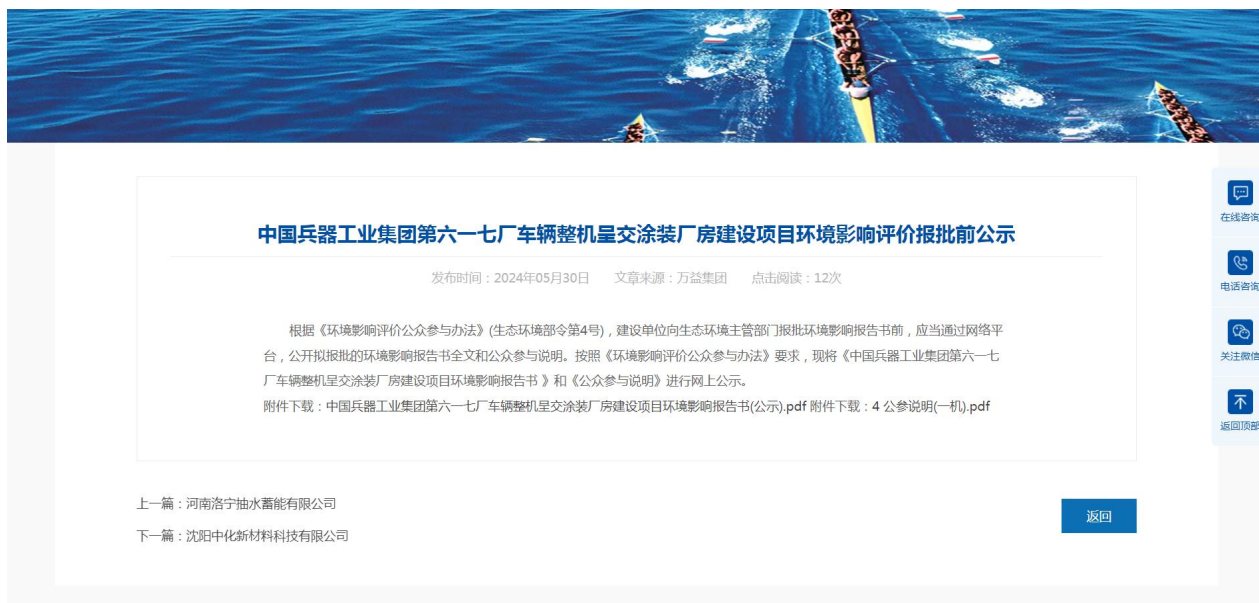 中国兵器工业集团第六一七厂车辆整机呈交涂装厂房建设项目环境影响评价报批前公示
发布时间：2024年05月30日 文章来源：万益集团 点击阅读：12次
根据《环境影响评价公众参与办法》(生态环境部令第4号)，建设单位向生态环境主管部门报批环境影响报告书前，应当通过网络平
台，公开拟报批的环境影响报告书全文和公众参与说明。按照《环境影响评价公众参与办法》要求，现将《中国兵器工业集团第六一七
厂车辆整机呈交涂装厂房建设项目环境影响报告书 》和《公众参与说明》进行网上公示。
附件下载：中国兵器工业集团第六一七厂车辆整机呈交涂装厂房建设项目环境影响报告书(公示).pdf 附件下载：4 公参说明(一机).pdf
上一篇：河南洛宁抽水蓄能有限公司
下一篇：沈阳中化新材料科技有限公司
返回
在线咨询
电话咨询
关注微信
返回顶部